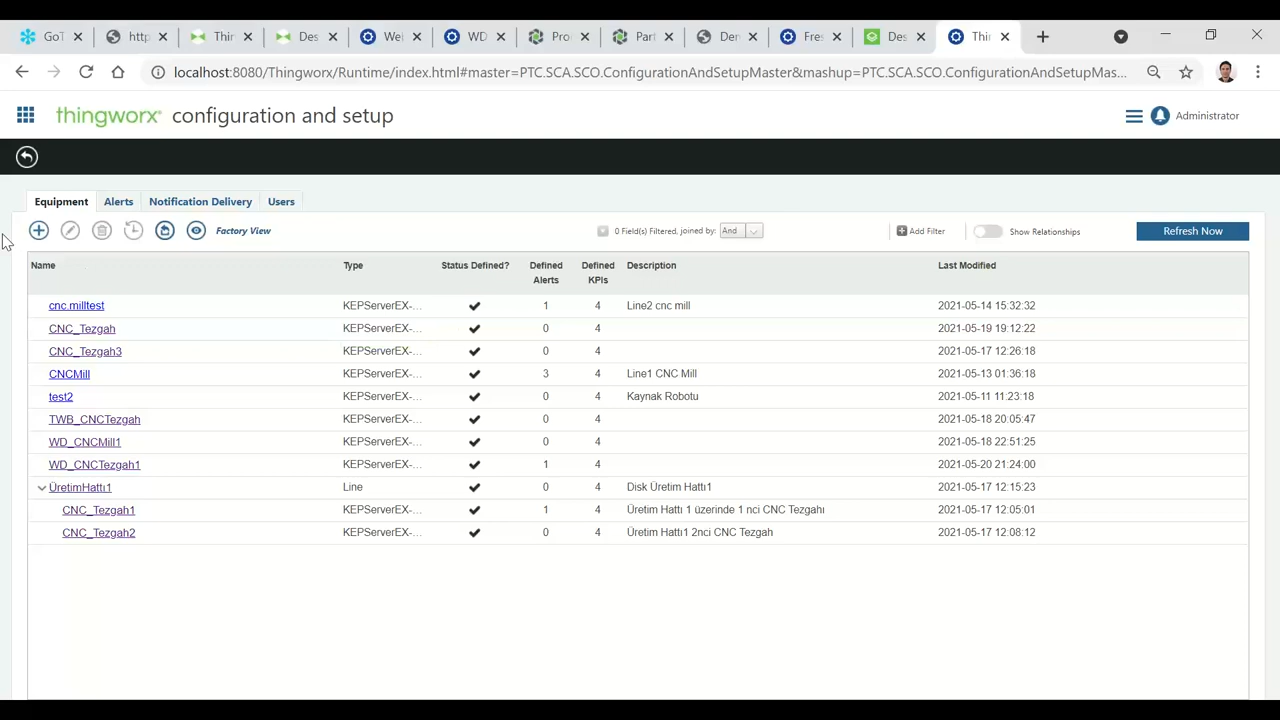 GoT
http
Thir
Des
Wel
WD
Pro
Part
Der
Fres
Des
Thir
localhost:8080/Thingworx/Runtime/index.html#master=PTC.SCA.SCO.ConfigurationAndSetupMaster&mashup=PTC.SCA.SCO.ConfigurationAndSetupMas...
thingworx® configuration and setup
Administrator
Equipment Alerts Notification Delivery Users
Factory View 0 Field(s) Filtered, joined by: And Add Filter Show Relationships Refresh Now
Name Type Status Defined? Defined Alerts Defined KPIs Description Last Modified
cnc.milltest KEPServerEX-... 1 4 Line2 cnc mill 2021-05-14 15:32:32
CNC_Tezgah KEPServerEX-... 0 4 2021-05-19 19:12:22
CNC_Tezgah3 KEPServerEX-... 0 4 2021-05-17 12:26:18
CNCMill KEPServerEX-... 3 4 Line1 CNC Mill 2021-05-13 01:36:18
test2 KEPServerEX-... 0 4 Kaynak Robotu 2021-05-11 11:23:18
TWB_CNCTezgah KEPServerEX-... 0 4 2021-05-18 20:05:47
WD_CNCMill1 KEPServerEX-... 0 4 2021-05-18 22:51:25
WD_CNCTezgah1 KEPServerEX-... 1 4 2021-05-20 21:24:00
ÜretimHattı1 Line 0 4 Disk Üretim Hattı1 2021-05-17 12:15:23
CNC_Tezgah1 KEPServerEX-... 1 4 Üretim Hattı 1 üzerinde 1 nci CNC Tezgahı 2021-05-17 12:05:01
CNC_Tezgah2 KEPServerEX-... 0 4 Üretim Hattı1 2nci CNC Tezgah 2021-05-17 12:08:12